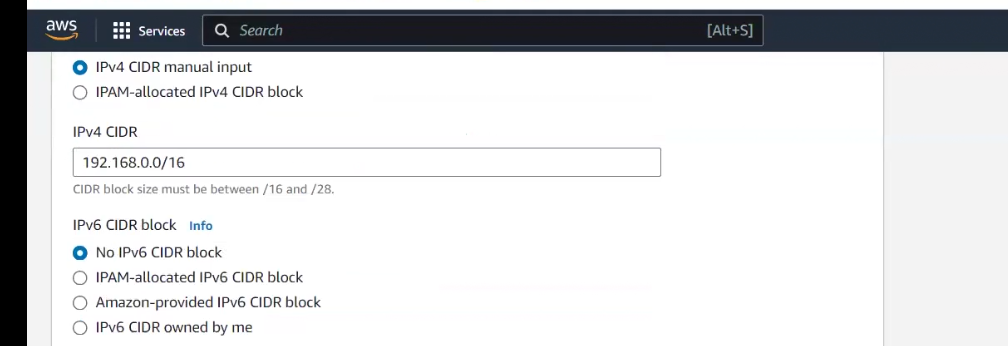 aws Services Search [Alt+S]
IPv4 CIDR manual input
IPAM-allocated IPv4 CIDR block
IPv4 CIDR
192.168.0.0/16
CIDR block size must be between /16 and /28.
IPv6 CIDR block Info
No IPv6 CIDR block
IPAM-allocated IPv6 CIDR block
Amazon-provided IPv6 CIDR block
IPv6 CIDR owned by me